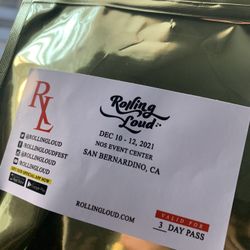 RL
Rolling
Loud
DEC 10 - 12, 2021
NOS EVENT CENTER
SAN BERNARDINO, CA
@ROLLINGLOUD
@ROLLINGLOUDFEST
@ROLLINGLOUD
ROLLINGLOUD.COM
VALID FOR
3 DAY PASS